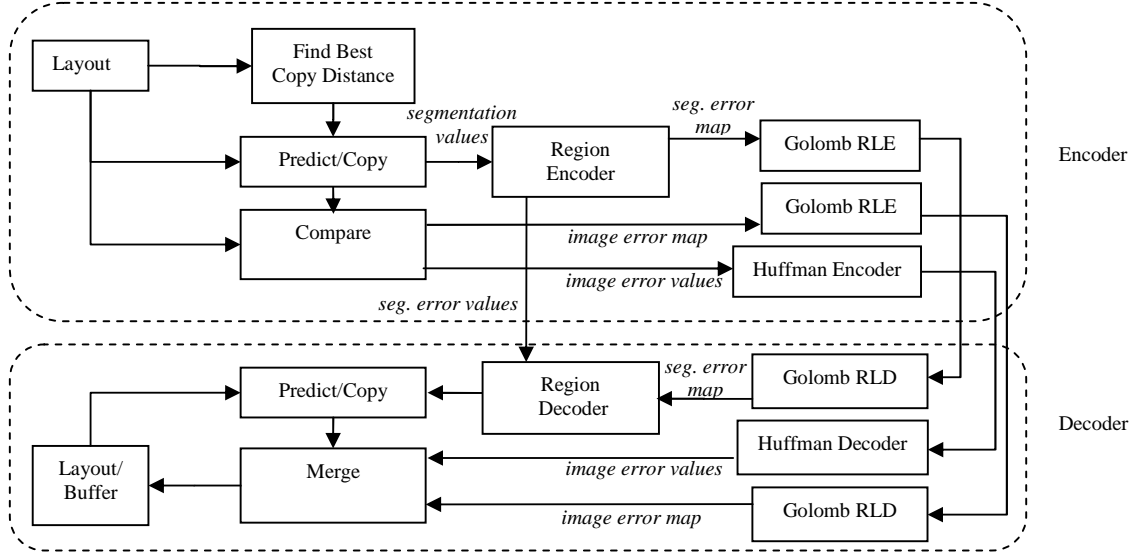 Layout
Find Best
Copy Distance
segmentation
values
seg. error
map
Predict/Copy
Region
Encoder
Golomb RLE
Encoder
Golomb RLE
Compare
image error map
Huffman Encoder
image error values
seg. error values
Predict/Copy
Region
Decoder
seg. error
map
Golomb RLD
Decoder
Huffman Decoder
Layout/
Buffer
Merge
image error values
Golomb RLD
image error map